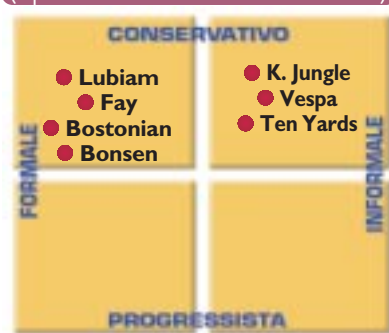 CONSERVATIVO
Lubiam
Fay
Bostonian
Bonsen
K. Jungle
Vespa
Ten Yards
FORMALE
INFORMALE
PROGRESSISTA